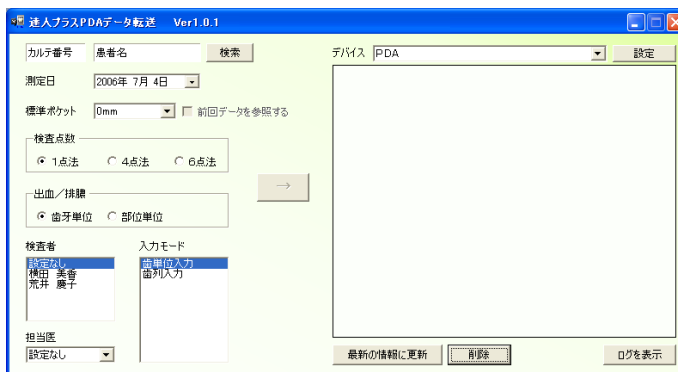 達人プラスPDAデータ転送 Ver1.0.1
カルテ番号 患者名 検索
測定日 2006年 7月 4日
標準ポケット 0mm 前回データを参照する
検査点数
1点法 4点法 6点法
出血/排膿
歯牙単位 部位単位
検査者
設定なし
横田 美香
荒井 慶子
入力モード
歯単位入力
歯列入力
担当医
設定なし
→
デバイス PDA 設定
最新の情報に更新 削除 ログを表示